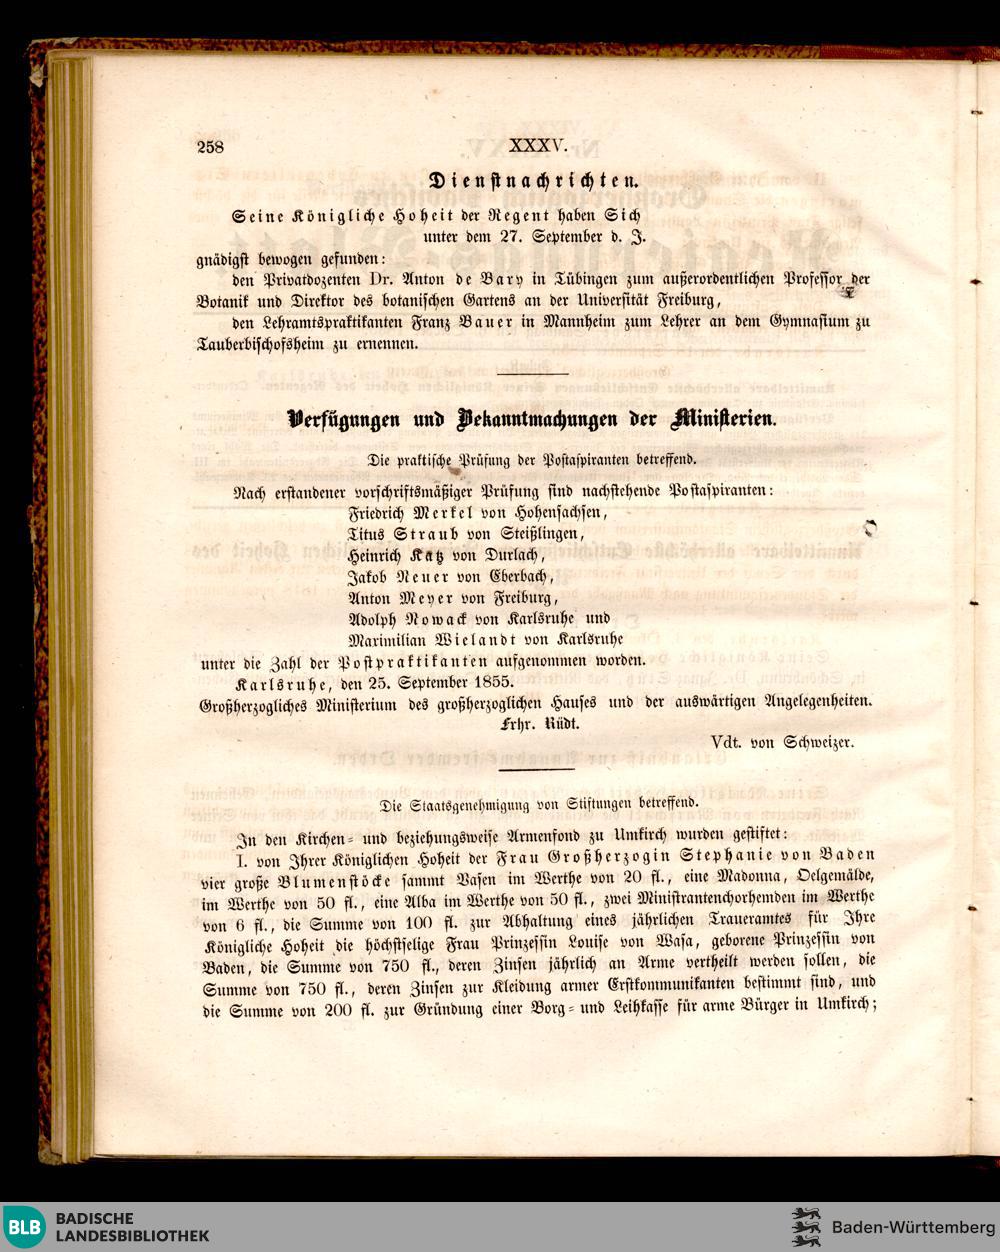 258
XXXV.
Dienstnachrichten.
Seine Königliche Hoheit der Regent haben Sich
unter dem 27. September d. J.
gnädigst bewogen gefunden:
den Privatdozenten Dr. Anton de Bary in Tübingen zum außerordentlichen Professor der
Botanik und Direktor des botanischen Gartens an der Universität Freiburg,
den Lehramtspraktikanten Franz Bauer in Mannheim zum Lehrer an dem Gymnasium zu
Tauberbischofsheim zu ernennen.
Verfügungen und Bekanntmachungen der Ministerien.
Die praktische Prüfung der Postaspiranten betreffend.
Nach erstandener vorschriftsmäßiger Prüfung sind nachstehende Postaspiranten:
Friedrich Merkel von Hohensachsen,
Titus Straub von Steißlingen,
Heinrich Katz von Durlach,
Jakob Neuer von Eberbach,
Anton Meyer von Freiburg,
Adolph Nowack von Karlsruhe und
Maximilian Wielandt von Karlsruhe
unter die Zahl der Postpraktikanten aufgenommen worden.
Karlsruhe, den 25. September 1855.
Großherzogliches Ministerium des großherzoglichen Hauses und der auswärtigen Angelegenheiten.
Frhr. Rüdt.
Vdt. von Schweizer.
Die Staatsgenehmigung von Stiftungen betreffend.
In den Kirchen- und beziehungsweise Armenfond zu Umkirch wurden gestiftet:
I. von Ihrer Königlichen Hoheit der Frau Großherzogin Stephanie von Baden
vier große Blumenstöcke sammt Vasen im Werthe von 20 fl., eine Madonna, Oelgemälde,
im Werthe von 50 fl., eine Alba im Werthe von 50 fl., zwei Ministrantenchorhemden im Werthe
von 6 fl., die Summe von 100 fl. zur Abhaltung eines jährlichen Traueramtes für Ihre
Königliche Hoheit die höchstselige Frau Prinzessin Louise von Wasa, geborene Prinzessin von
Baden, die Summe von 750 fl., deren Zinsen jährlich an Arme vertheilt werden sollen, die
Summe von 750 fl., deren Zinsen zur Kleidung armer Erstkommunikanten bestimmt sind, und
die Summe von 200 fl. zur Gründung einer Borg- und Leihkasse für arme Bürger in Umkirch;
BLB
BADISCHE
LANDESBIBLIOTHEK
Baden-Württemberg